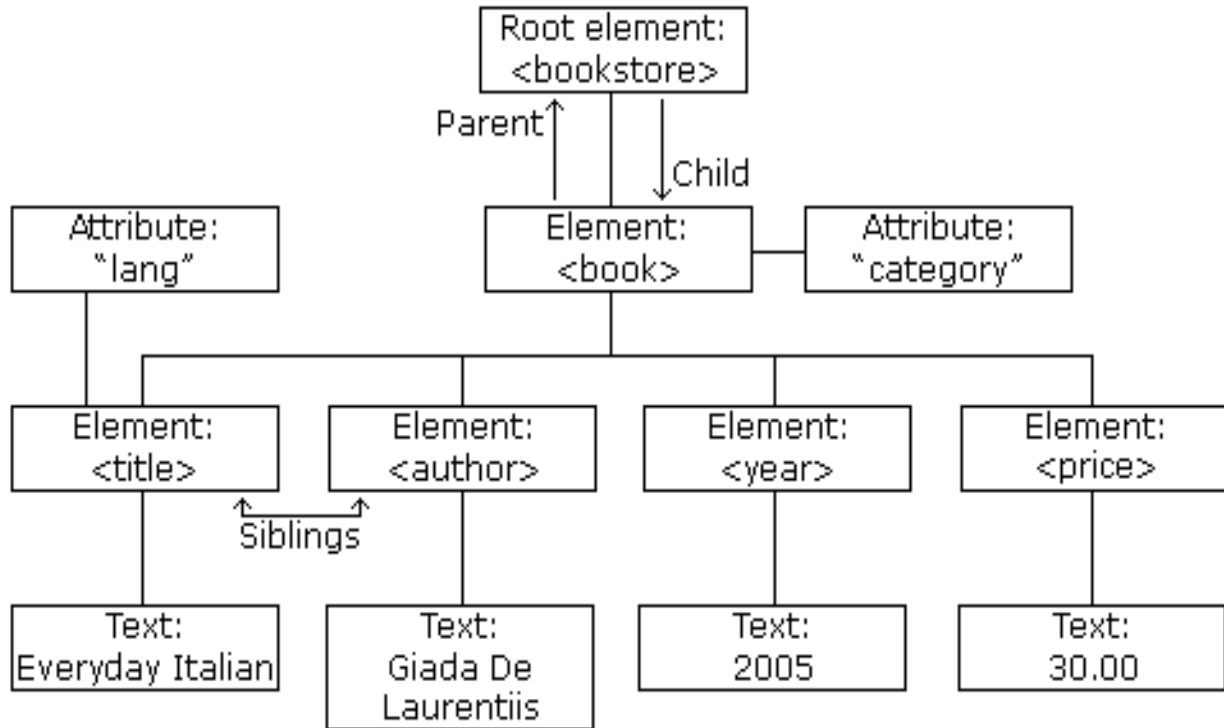 Root element:
<bookstore>
Parent
Child
Attribute:
“lang”
Element:
<book>
Attribute:
“category”
Element:
<title>
Element:
<author>
Element:
<year>
Element:
<price>
Siblings
Text:
Everyday Italian
Text:
Giada De
Laurentiis
Text:
2005
Text:
30.00